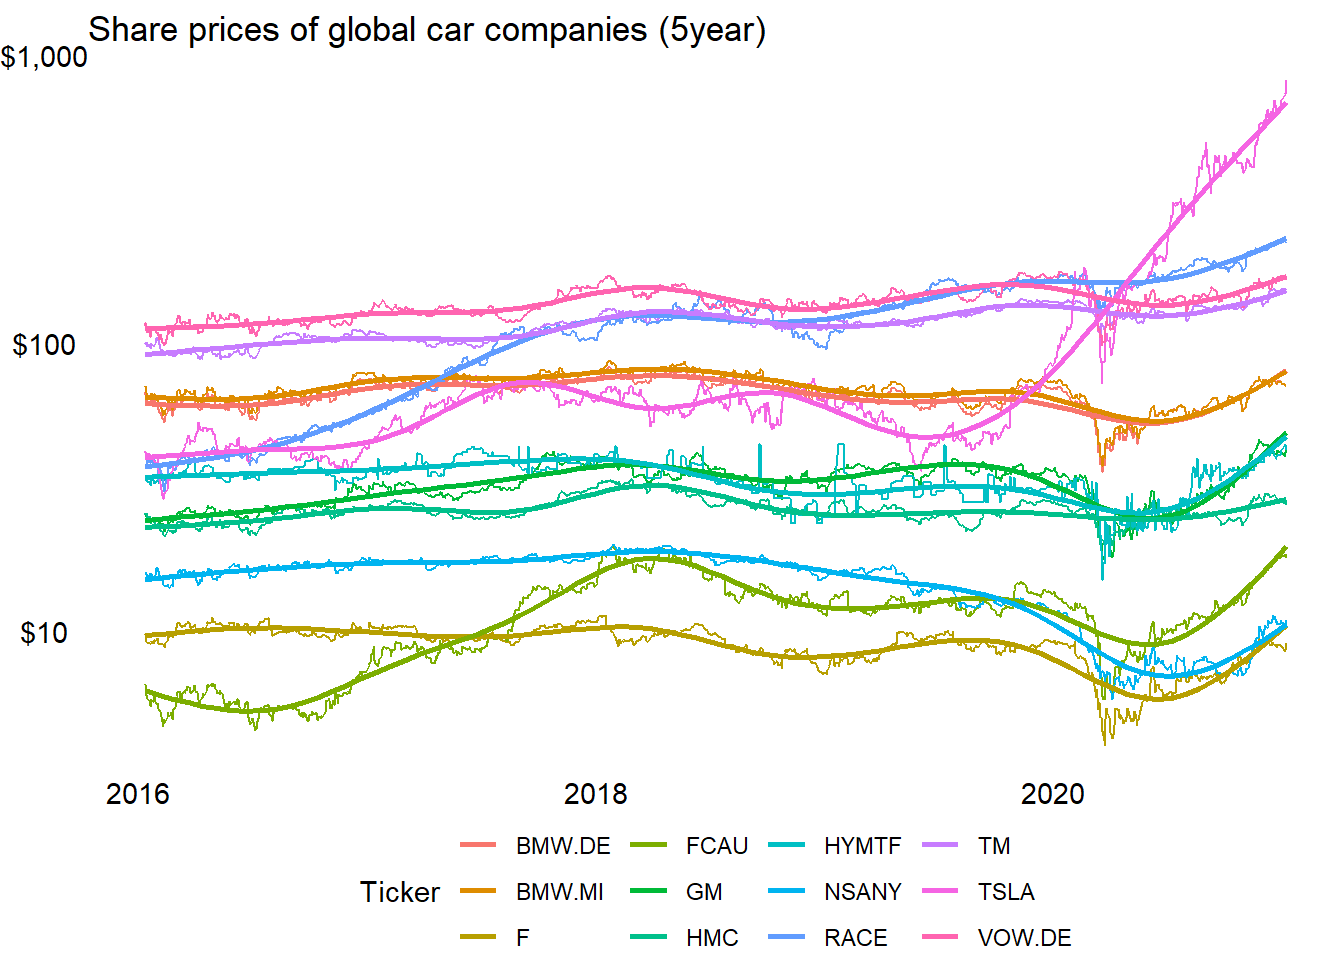 Share prices of global car companies (5year)
$1,000
$100
$10
2016 2018 2020
BMW.DE FCAU HYMTF TM
Ticker BMW.MI GM NSANY TSLA
F HMC RACE VOW.DE